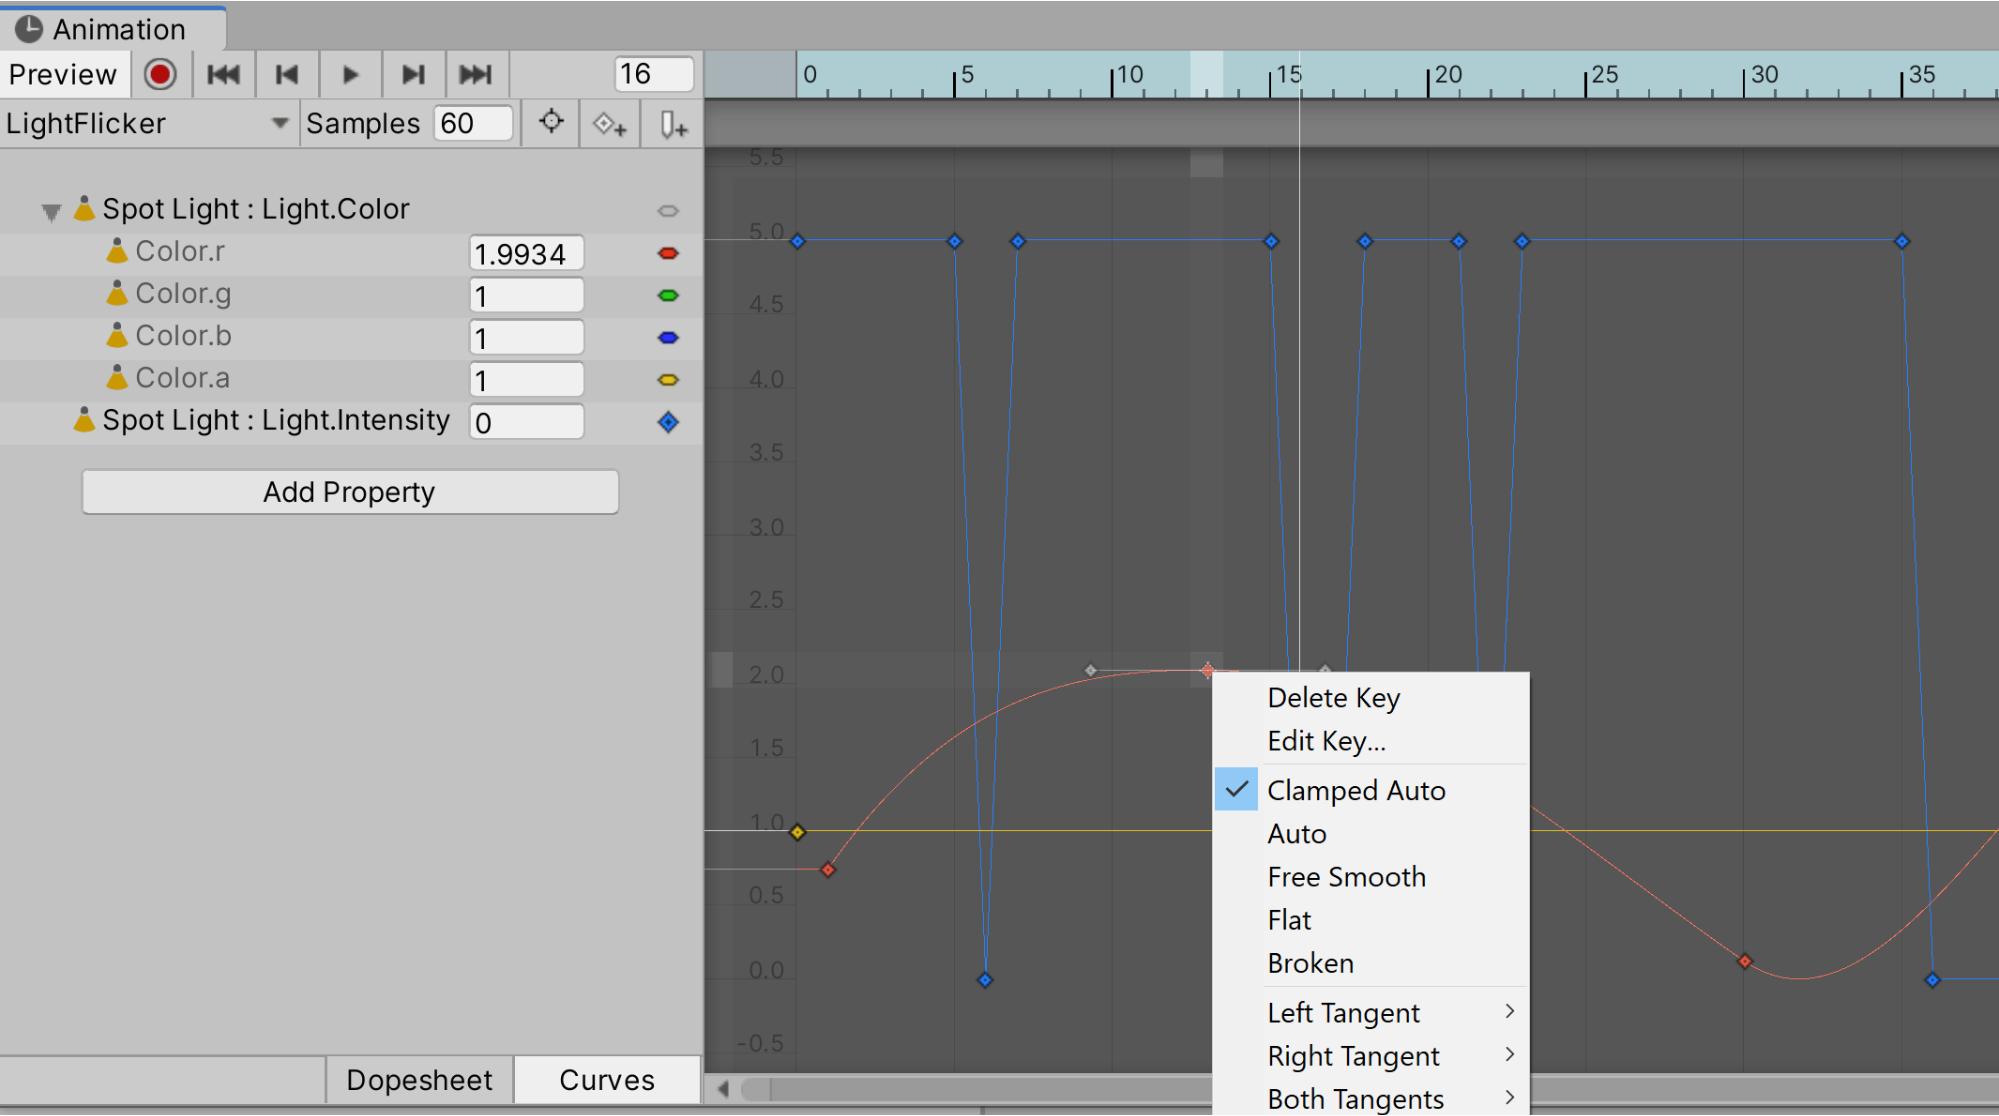 Animation
Preview 16
0 5 10 15 20 25 30 35
LightFlicker Samples 60
5.5
Spot Light : Light.Color
5.0
Color.r 1.9934
Color.g 1
4.5
Color.b 1
Color.a 1
4.0
Spot Light : Light.Intensity 0
3.5
Add Property
3.0
2.5
2.0
Delete Key
Edit Key...
1.5
Clamped Auto
1.0
Auto
Free Smooth
0.5
Flat
Broken
0.0
Left Tangent
-0.5
Right Tangent
Dopesheet Curves
Both Tangents